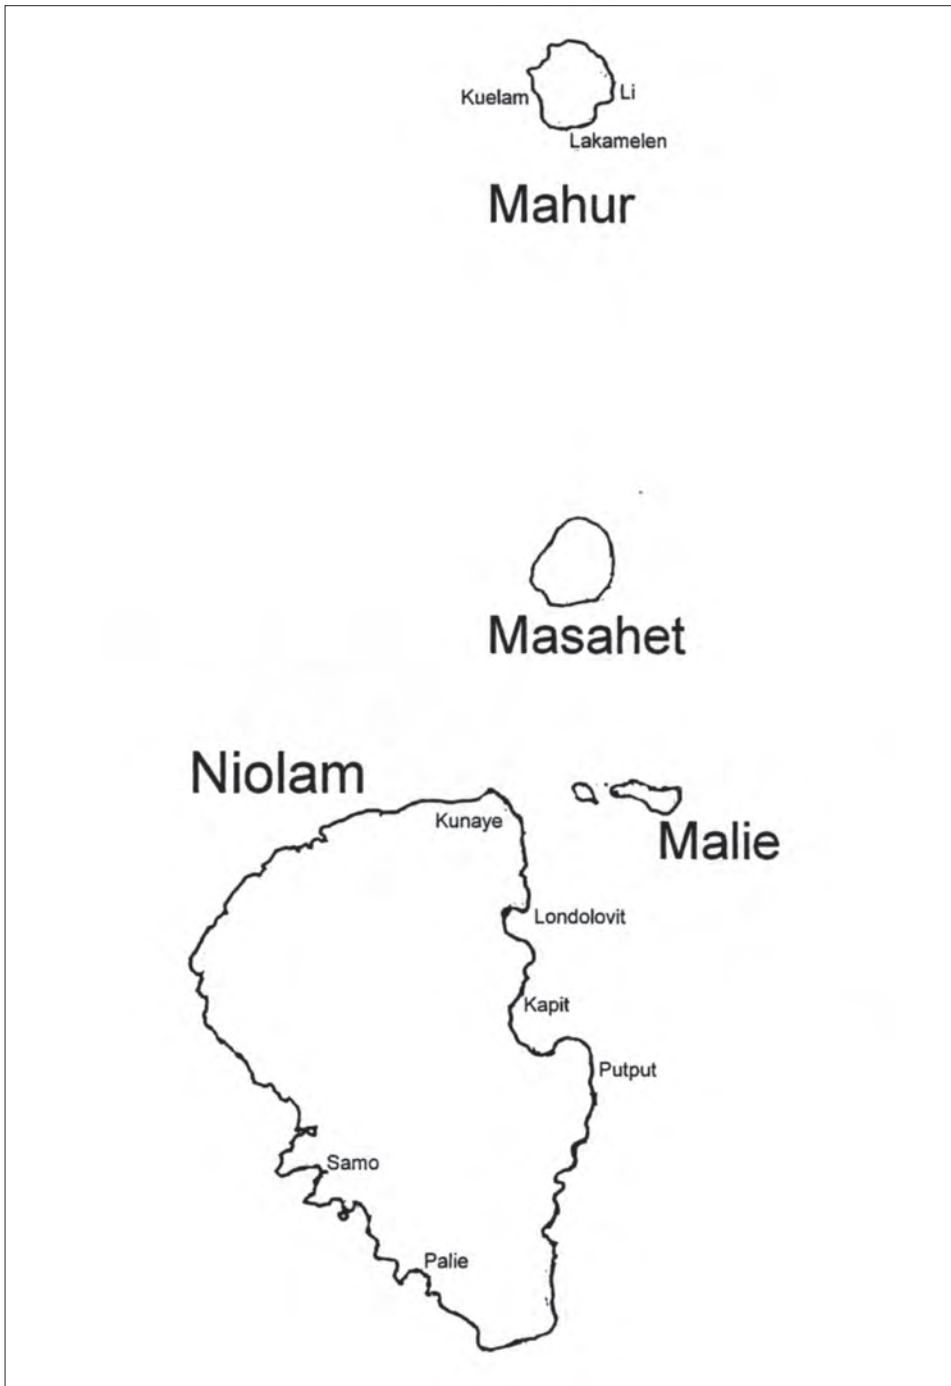 Kuelam
Li
Lakamelen
Mahur
Masahet
Niolam
Malie
Kunaye
Londolovit
Kapit
Putput
Samo
Palie